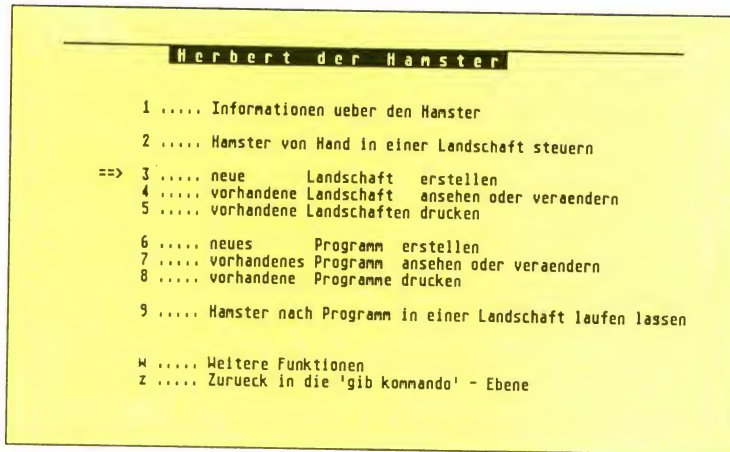 Herbert der Hamster
1 ..... Informationen ueber den Hamster
2 ..... Hamster von Hand in einer Landschaft steuern
==> 3 ..... neue Landschaft erstellen
4 ..... vorhandene Landschaft ansehen oder veraendern
5 ..... vorhandene Landschaften drucken
6 ..... neues Programm erstellen
7 ..... vorhandenes Programm ansehen oder veraendern
8 ..... vorhandene Programme drucken
9 ..... Hamster nach Programm in einer Landschaft laufen lassen
w ..... Weitere Funktionen
z ..... Zurueck in die 'gib kommando' - Ebene